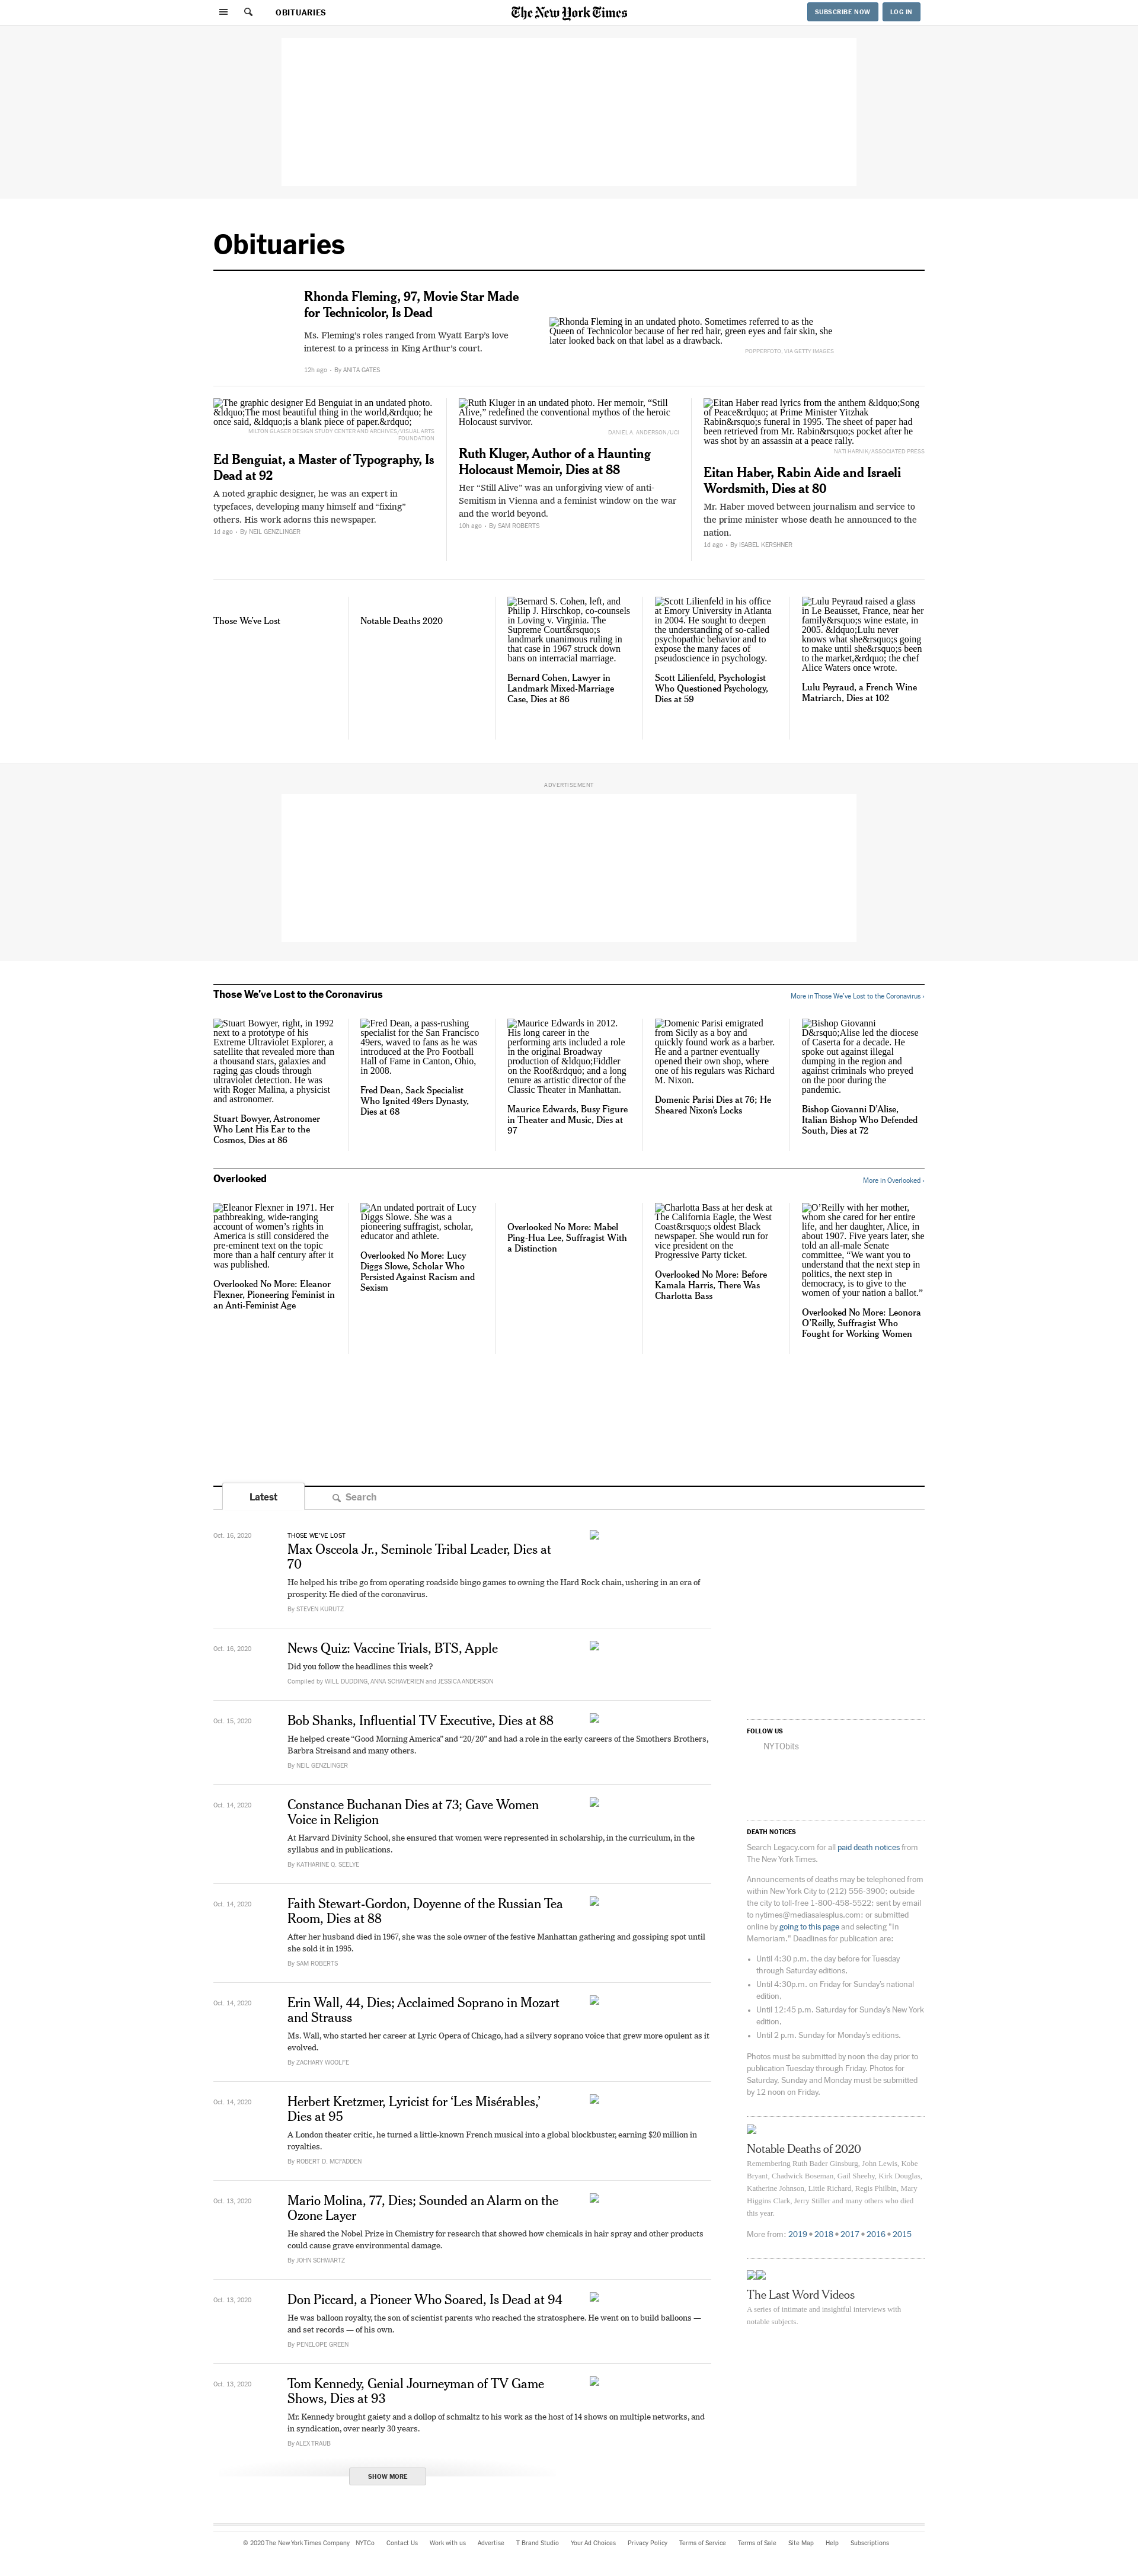 OBITUARIES
The New York Times
SUBSCRIBE NOW
LOG IN
Obituaries
Rhonda Fleming, 97, Movie Star Made
for Technicolor, Is Dead
Ms. Fleming's roles ranged from Wyatt Earp's love
interest to a princess in King Arthur's court.
12h ago • By ANITA GATES
Rhonda Fleming in an undated photo. Sometimes referred to as the
Queen of Technicolor because of her red hair, green eyes and fair skin, she
later looked back on that label as a drawback.
POPPERFOTO, VIA GETTY IMAGES
The graphic designer Ed Benguiat in an undated photo.
&ldquo;The most beautiful thing in the world,&rdquo; he
once said, &ldquo;is a blank piece of paper.&rdquo;
MILTON GLASER DESIGN STUDY CENTER AND ARCHIVES/VISUAL ARTS
FOUNDATION
Ed Benguiat, a Master of Typography, Is
Dead at 92
A noted graphic designer, he was an expert in
typefaces, developing many himself and “fixing”
others. His work adorns this newspaper.
1d ago • By NEIL GENZLINGER
Ruth Kluger in an undated photo. Her memoir, “Still
Alive,” redefined the conventional mythos of the heroic
Holocaust survivor.
DANIEL A. ANDERSON/UCI
Ruth Kluger, Author of a Haunting
Holocaust Memoir, Dies at 88
Her “Still Alive” was an unforgiving view of anti-
Semitism in Vienna and a feminist window on the war
and the world beyond.
10h ago • By SAM ROBERTS
Eitan Haber read lyrics from the anthem &ldquo;Song
of Peace&rdquo; at Prime Minister Yitzhak
Rabin&rsquo;s funeral in 1995. The sheet of paper had
been retrieved from Mr. Rabin&rsquo;s pocket after he
was shot by an assassin at a peace rally.
NATI HARNIK/ASSOCIATED PRESS
Eitan Haber, Rabin Aide and Israeli
Wordsmith, Dies at 80
Mr. Haber moved between journalism and service to
the prime minister whose death he announced to the
nation.
1d ago • By ISABEL KERSHNER
Those We've Lost
Notable Deaths 2020
Bernard S. Cohen, left, and
Philip J. Hirschkop, co-counsels
in Loving v. Virginia. The
Supreme Court&rsquo;s
landmark unanimous ruling in
that case in 1967 struck down
bans on interracial marriage.
Bernard Cohen, Lawyer in
Landmark Mixed-Marriage
Case, Dies at 86
Scott Lilienfeld in his office
at Emory University in Atlanta
in 2004. He sought to deepen
the understanding of so-called
psychopathic behavior and to
expose the many faces of
pseudoscience in psychology.
Scott Lilienfeld, Psychologist
Who Questioned Psychology,
Dies at 59
Lulu Peyraud raised a glass
in Le Beausset, France, near her
family&rsquo;s wine estate, in
2005. &ldquo;Lulu never
knows what she&rsquo;s going
to make until she&rsquo;s been
to the market,&rdquo; the chef
Alice Waters once wrote.
Lulu Peyraud, a French Wine
Matriarch, Dies at 102
ADVERTISEMENT
Those We've Lost to the Coronavirus
More in Those We've Lost to the Coronavirus ›
Stuart Bowyer, right, in 1992
next to a prototype of his
Extreme Ultraviolet Explorer, a
satellite that revealed more than
a thousand stars, galaxies and
raging gas clouds through
ultraviolet detection. He was
with Roger Malina, a physicist
and astronomer.
Stuart Bowyer, Astronomer
Who Lent His Ear to the
Cosmos, Dies at 86
Fred Dean, a pass-rushing
specialist for the San Francisco
49ers, waved to fans as he was
introduced at the Pro Football
Hall of Fame in Canton, Ohio,
in 2008.
Fred Dean, Sack Specialist
Who Ignited 49ers Dynasty,
Dies at 68
Maurice Edwards in 2012.
His long career in the
performing arts included a role
in the original Broadway
production of &ldquo;Fiddler
on the Roof&rdquo; and a long
tenure as artistic director of the
Classic Theater in Manhattan.
Maurice Edwards, Busy Figure
in Theater and Music, Dies at
97
Domenic Parisi emigrated
from Sicily as a boy and
quickly found work as a barber.
He and a partner eventually
opened their own shop, where
one of his regulars was Richard
M. Nixon.
Domenic Parisi Dies at 76; He
Sheared Nixon's Locks
Bishop Giovanni
D&rsquo;Alise led the diocese
of Caserta for a decade. He
spoke out against illegal
dumping in the region and
against criminals who preyed
on the poor during the
pandemic.
Bishop Giovanni D'Alise,
Italian Bishop Who Defended
South, Dies at 72
Overlooked
More in Overlooked ›
Eleanor Flexner in 1971. Her
pathbreaking, wide-ranging
account of women's rights in
America is still considered the
pre-eminent text on the topic
more than a half century after it
was published.
Overlooked No More: Eleanor
Flexner, Pioneering Feminist in
an Anti-Feminist Age
An undated portrait of Lucy
Diggs Slowe. She was a
pioneering suffragist, scholar,
educator and athlete.
Overlooked No More: Lucy
Diggs Slowe, Scholar Who
Persisted Against Racism and
Sexism
Overlooked No More: Mabel
Ping-Hua Lee, Suffragist With
a Distinction
Charlotta Bass at her desk at
The California Eagle, the West
Coast&rsquo;s oldest Black
newspaper. She would run for
vice president on the
Progressive Party ticket.
Overlooked No More: Before
Kamala Harris, There Was
Charlotta Bass
O'Reilly with her mother,
whom she cared for her entire
life, and her daughter, Alice, in
about 1907. Five years later, she
told an all-male Senate
committee, “We want you to
understand that the next step in
politics, the next step in
democracy, is to give to the
women of your nation a ballot.”
Overlooked No More: Leonora
O'Reilly, Suffragist Who
Fought for Working Women
Latest
Search
Oct. 16, 2020
THOSE WE'VE LOST
Max Osceola Jr., Seminole Tribal Leader, Dies at
70
He helped his tribe go from operating roadside bingo games to owning the Hard Rock chain, ushering in an era of
prosperity. He died of the coronavirus.
By STEVEN KURUTZ
Oct. 16, 2020
News Quiz: Vaccine Trials, BTS, Apple
Did you follow the headlines this week?
Compiled by WILL DUDDING, ANNA SCHAVERIEN and JESSICA ANDERSON
Oct. 15, 2020
Bob Shanks, Influential TV Executive, Dies at 88
He helped create “Good Morning America” and “20/20” and had a role in the early careers of the Smothers Brothers,
Barbra Streisand and many others.
By NEIL GENZLINGER
Oct. 14, 2020
Constance Buchanan Dies at 73; Gave Women
Voice in Religion
At Harvard Divinity School, she ensured that women were represented in scholarship, in the curriculum, in the
syllabus and in publications.
By KATHARINE Q. SEELYE
Oct. 14, 2020
Faith Stewart-Gordon, Doyenne of the Russian Tea
Room, Dies at 88
After her husband died in 1967, she was the sole owner of the festive Manhattan gathering and gossiping spot until
she sold it in 1995.
By SAM ROBERTS
Oct. 14, 2020
Erin Wall, 44, Dies; Acclaimed Soprano in Mozart
and Strauss
Ms. Wall, who started her career at Lyric Opera of Chicago, had a silvery soprano voice that grew more opulent as it
evolved.
By ZACHARY WOOLFE
Oct. 14, 2020
Herbert Kretzmer, Lyricist for ‘Les Misérables,’
Dies at 95
A London theater critic, he turned a little-known French musical into a global blockbuster, earning $20 million in
royalties.
By ROBERT D. MCFADDEN
Oct. 13, 2020
Mario Molina, 77, Dies; Sounded an Alarm on the
Ozone Layer
He shared the Nobel Prize in Chemistry for research that showed how chemicals in hair spray and other products
could cause grave environmental damage.
By JOHN SCHWARTZ
Oct. 13, 2020
Don Piccard, a Pioneer Who Soared, Is Dead at 94
He was balloon royalty, the son of scientist parents who reached the stratosphere. He went on to build balloons —
and set records — of his own.
By PENELOPE GREEN
Oct. 13, 2020
Tom Kennedy, Genial Journeyman of TV Game
Shows, Dies at 93
Mr. Kennedy brought gaiety and a dollop of schmaltz to his work as the host of 14 shows on multiple networks, and
in syndication, over nearly 30 years.
By ALEX TRAUB
SHOW MORE
FOLLOW US
NYTObits
DEATH NOTICES
Search Legacy.com for all paid death notices from
The New York Times.
Announcements of deaths may be telephoned from
within New York City to (212) 556-3900; outside
the city to toll-free 1-800-458-5522; sent by email
to nytimes@mediasalesplus.com; or submitted
online by going to this page and selecting "In
Memoriam." Deadlines for publication are:
• Until 4:30 p.m. the day before for Tuesday
through Saturday editions.
• Until 4:30p.m. on Friday for Sunday's national
edition.
• Until 12:45 p.m. Saturday for Sunday's New York
edition.
• Until 2 p.m. Sunday for Monday's editions.
Photos must be submitted by noon the day prior to
publication Tuesday through Friday. Photos for
Saturday, Sunday and Monday must be submitted
by 12 noon on Friday.
Notable Deaths of 2020
Remembering Ruth Bader Ginsburg, John Lewis, Kobe
Bryant, Chadwick Boseman, Gail Sheehy, Kirk Douglas,
Katherine Johnson, Little Richard, Regis Philbin, Mary
Higgins Clark, Jerry Stiller and many others who died
this year.
More from: 2019 • 2018 • 2017 • 2016 • 2015
The Last Word Videos
A series of intimate and insightful interviews with
notable subjects.
© 2020 The New York Times Company NYTCo Contact Us Work with us Advertise T Brand Studio Your Ad Choices Privacy Policy Terms of Service Terms of Sale Site Map Help Subscriptions